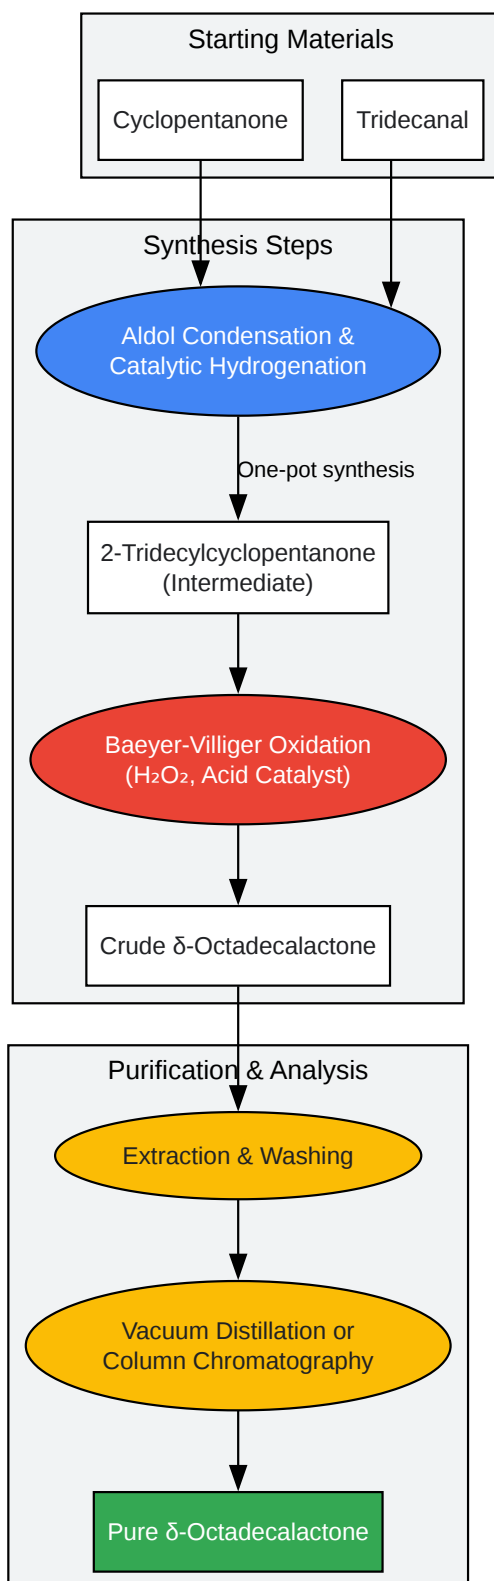 Starting Materials
Cyclopentanone
Tridecanal
Synthesis Steps
Aldol Condensation &
Catalytic Hydrogenation
One-pot synthesis
2-Tridecylcyclopentanone
(Intermediate)
Baeyer-Villiger Oxidation
(H₂O₂, Acid Catalyst)
Crude δ-Octadecalactone
Purification & Analysis
Extraction & Washing
Vacuum Distillation or
Column Chromatography
Pure δ-Octadecalactone